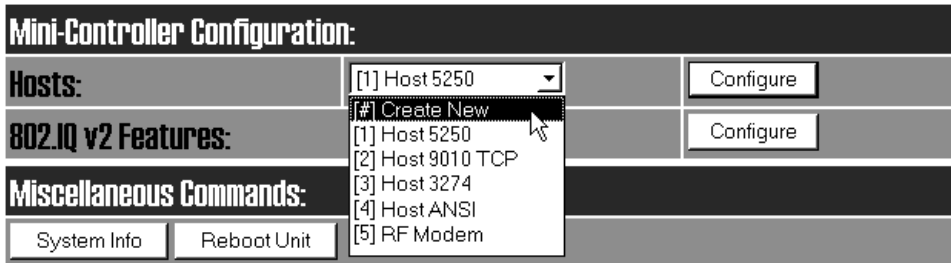 Mini-Controller Configuration:
Hosts: [1] Host 5250 Configure
[#] Create New
802.IQ v2 Features: [1] Host 5250 Configure
[2] Host 9010 TCP
Miscellaneous Commands: [3] Host 3274
[4] Host ANSI
System Info Reboot Unit [5] RF Modem